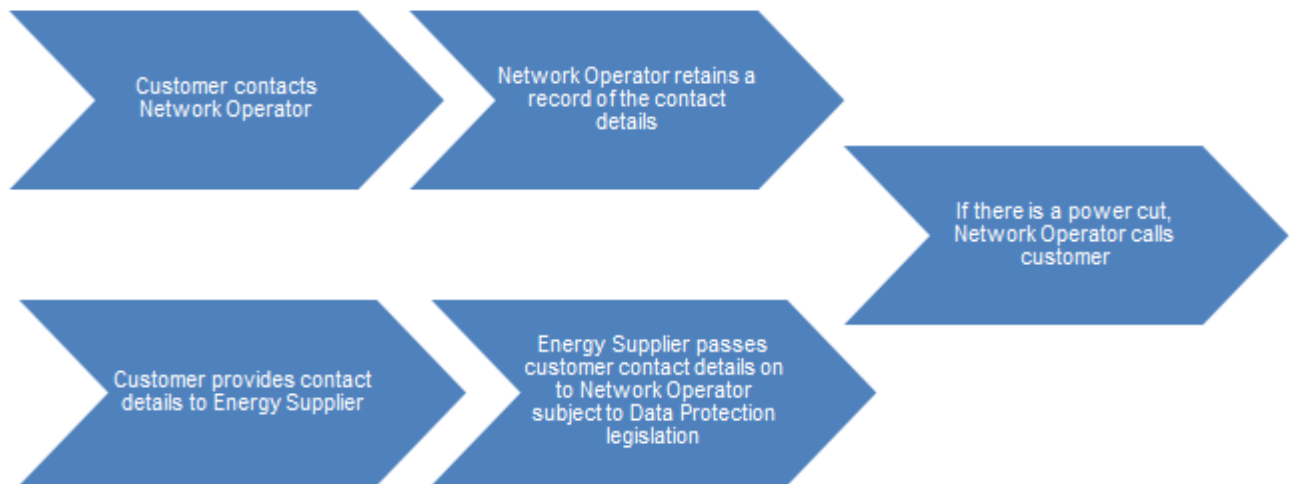 Customer contacts
Network Operator
Network Operator retains a
record of the contact
details
If there is a power cut,
Network Operator calls
customer
Customer provides contact
details to Energy Supplier
Energy Supplier passes
customer contact details on
to Network Operator
subject to Data Protection
legislation